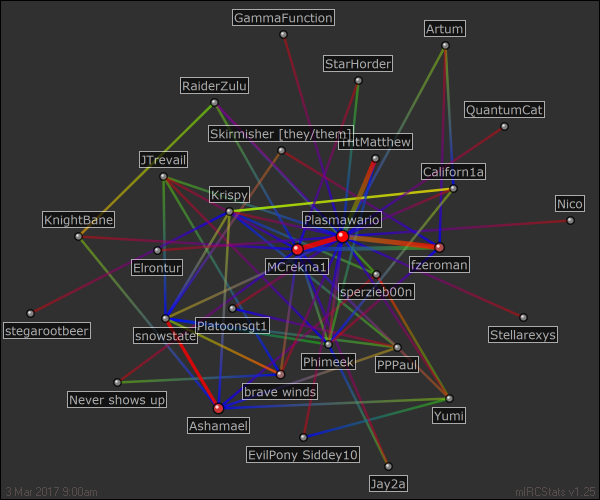 GammaFunction
Artum
StarHorder
RaiderZulu
QuantumCat
Skirmisher [they/them]
THtMatthew
JTrevail
Californ1a
Krispy
Nico
KnightBane
Plasmawario
Elrontur
MCrekna1
fzeroman
sperzieb00n
stegarootbeer
snowstate
Platoonsgt1
Stellarexys
Phimeek
PPPaul
Never shows up
brave winds
Yumi
Ashamael
EvilPony Siddey10
Jay2a
3 Mar 2017 9:00am
mIRCStats v1.25